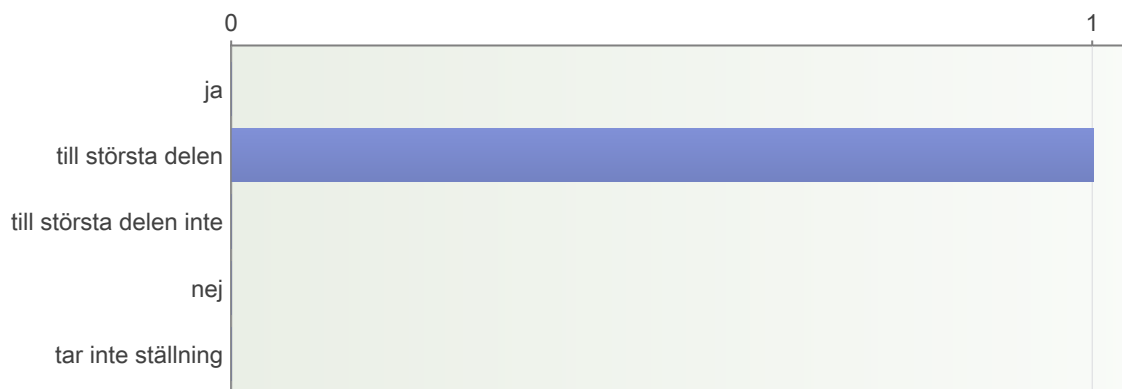 0 1
ja
till största delen
till största delen inte
nej
tar inte ställning